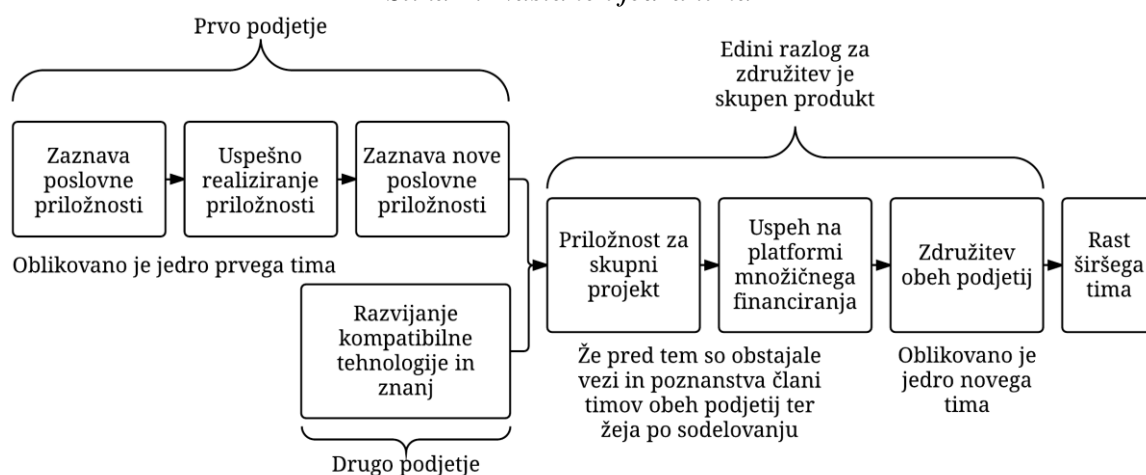 Prvo podjetje
Edini razlog za
združitev je
skupen produkt
Zaznava
poslovne
priložnosti
Uspešno
realiziranje
priložnosti
Zaznava nove
poslovne
priložnosti
Oblikovano je jedro prvega tima
Razvijanje
kompatibilne
tehnologije in
znanj
Drugo podjetje
Priložnost za
skupni
projekt
Uspeh na
platformi
množičnega
financiranja
Združitev
obeh podjetij
Rast
širšega
tima
Že pred tem so obstajale
vezi in poznanstva člani
timov obeh podjetij ter
žeja po sodelovanju
Oblikovano je
jedro novega
tima